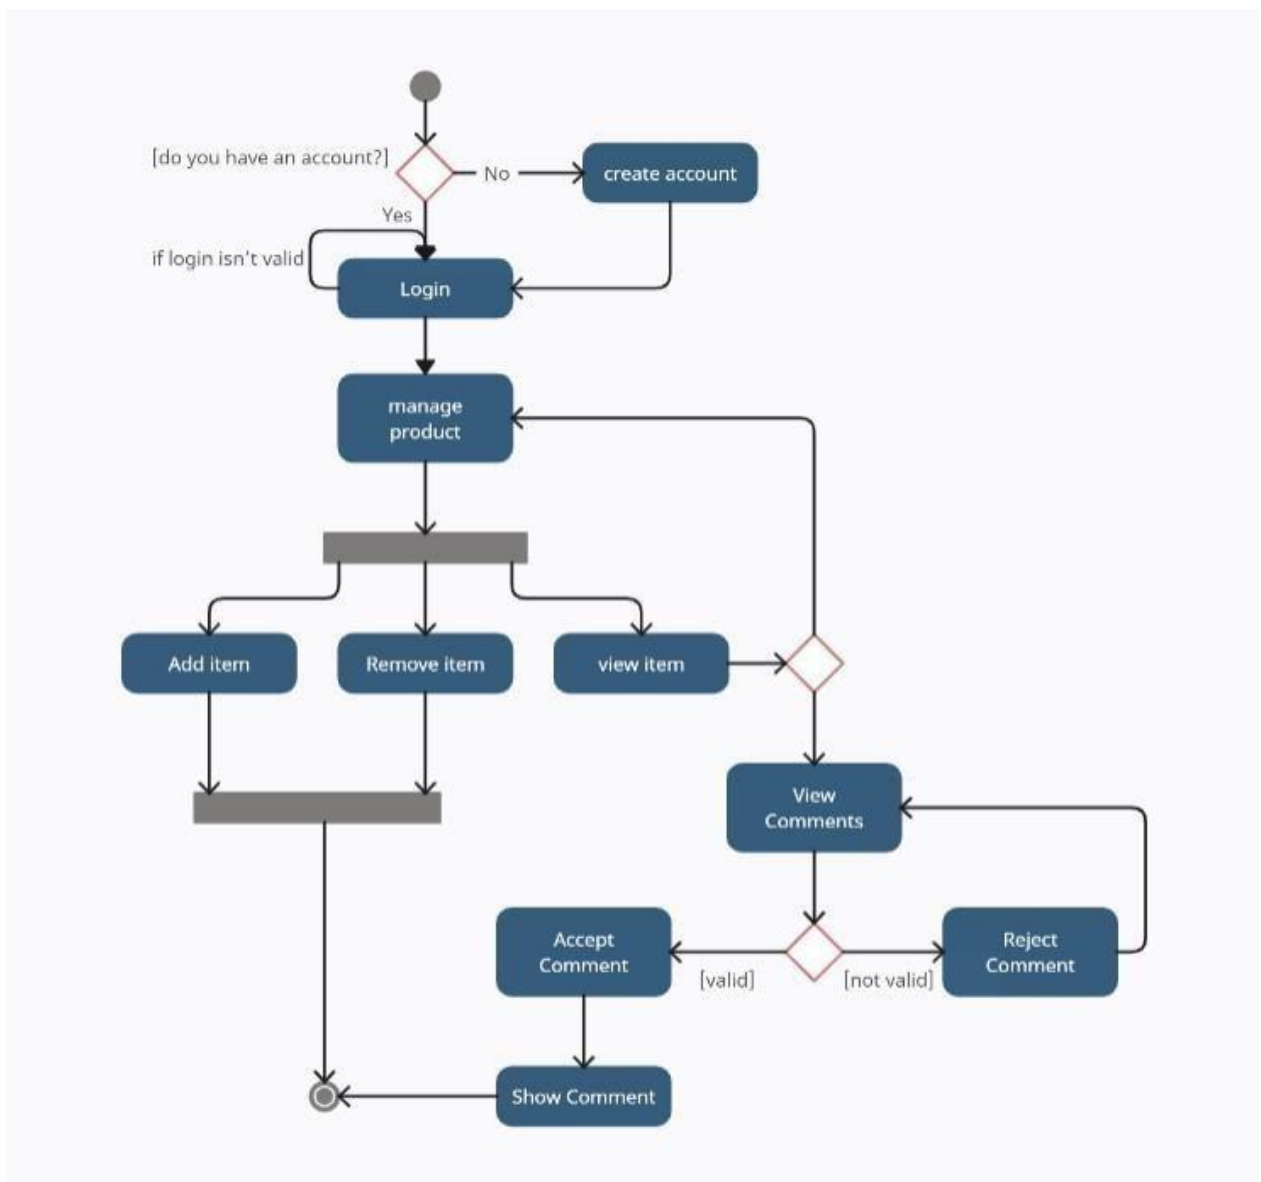 [do you have an account?]
No
create account
Yes
if login isn't valid
Login
manage
product
Add item
Remove item
view item
View
Comments
Accept
Comment
[valid]
[not valid]
Reject
Comment
Show Comment